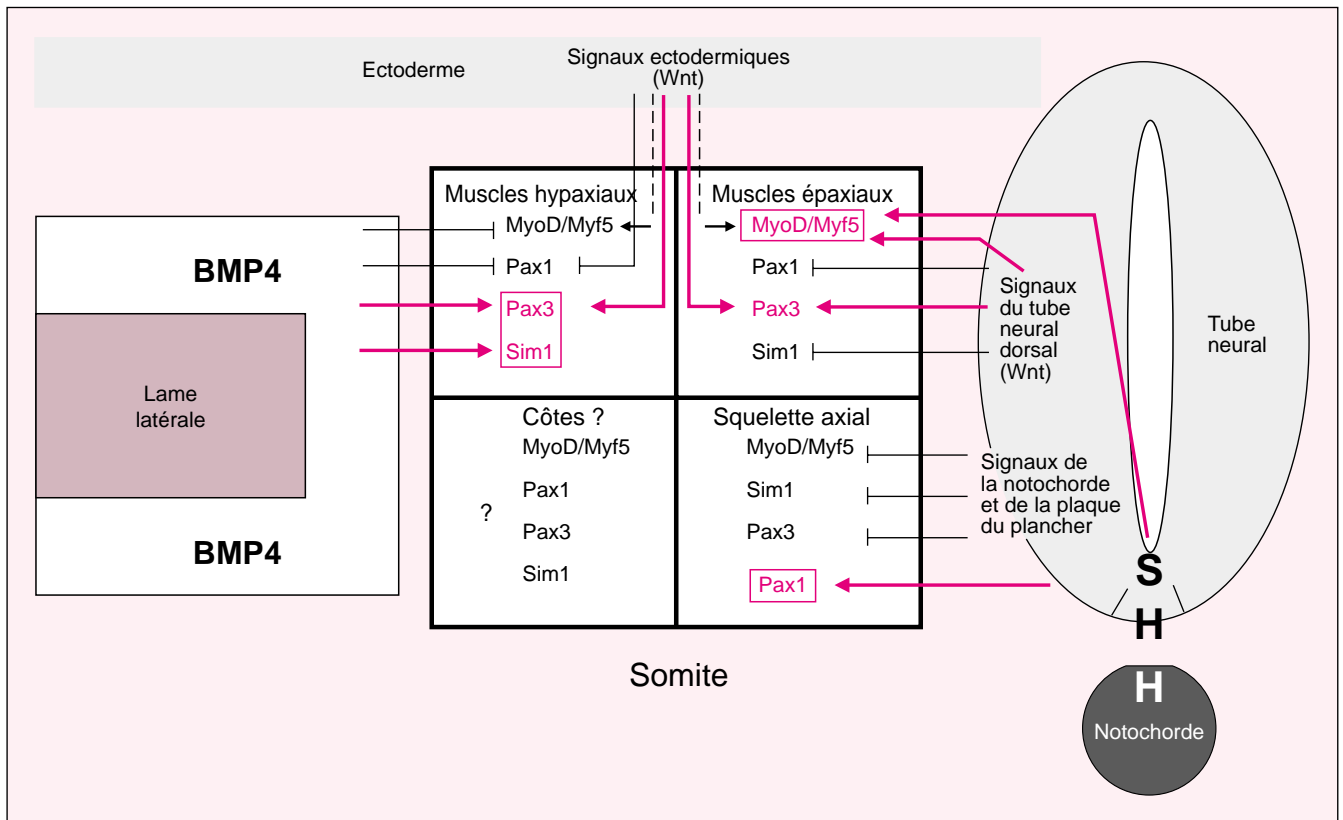 Ectoderme
Signaux ectodermiques
(Wnt)
BMP4
Lame
latérale
BMP4
Muscles hypaxiaux
MyoD/Myf5
Pax1
Pax3
Sim1
Muscles épaxiaux
MyoD/Myf5
Pax1
Pax3
Sim1
Côtes ?
MyoD/Myf5
Pax1
?
Pax3
Sim1
Squelette axial
MyoD/Myf5
Sim1
Pax3
Pax1
Signaux
du tube
neural
dorsal
(Wnt)
Signaux de
la notochorde
et de la plaque
du plancher
Tube
neural
S
H
H
Notochorde
Somite